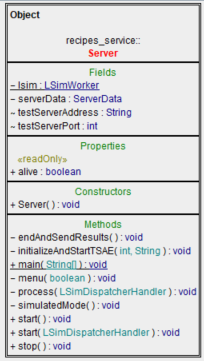 Object
recipes_service::
Server
Fields
− lsim : LSimWorker
~ serverData : ServerData
~ testServerAddress : String
~ testServerPort : int
Properties
«readOnly»
+ alive : boolean
Constructors
+ Server( ) : void
Methods
− endAndSendResults( ) : void
− initializeAndStartTSAE( int, String ) : void
+ main( String[] ) : void
− menu( boolean ) : void
− process( LSimDispatcherHandler ) : void
− simulatedMode( ) : void
+ start( ) : void
+ start( LSimDispatcherHandler ) : void
+ stop( ) : void